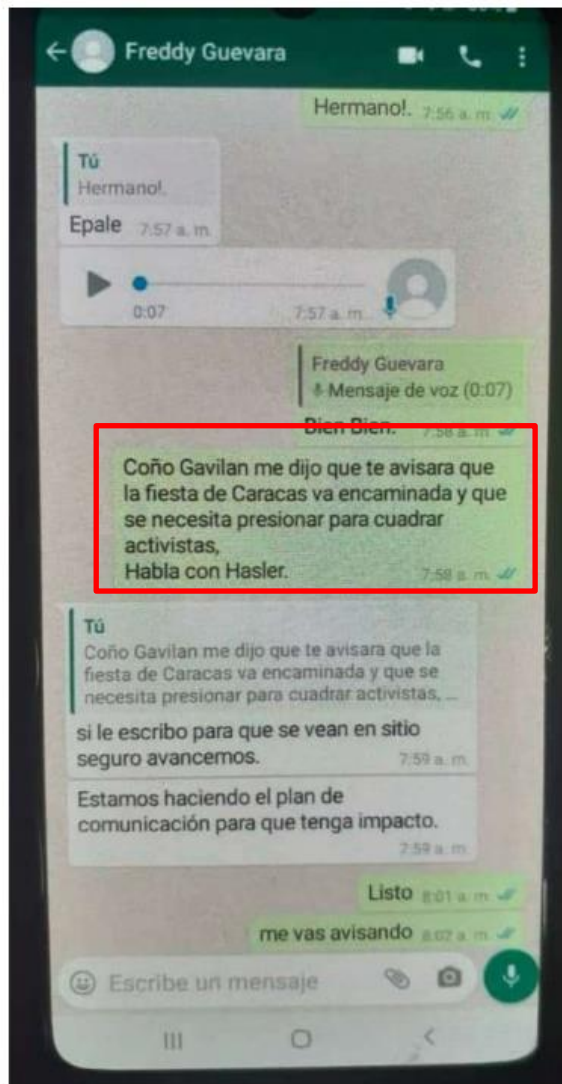 Freddy Guevara
Hermano!. 7:56 a. m.
Tú
Hermano!.
Epale 7:57 a. m.
0:07 7:57 a. m.
Freddy Guevara
Mensaje de voz (0:07)
Bien Bien. 7:58 a. m.
Coño Gavilan me dijo que te avisara que
la fiesta de Caracas va encaminada y que
se necesita presionar para cuadrar
activistas,
Habla con Hasler. 7:59 a. m.
Tú
Coño Gavilan me dijo que te avisara que la
fiesta de Caracas va encaminada y que se
necesita presionar para cuadrar activistas, ...
si le escribo para que se vean en sitio
seguro avancemos. 7:59 a. m.
Estamos haciendo el plan de
comunicación para que tenga impacto.
7:59 a. m.
Listo 8:01 a. m.
me vas avisando 8:02 a. m.
Escribe un mensaje